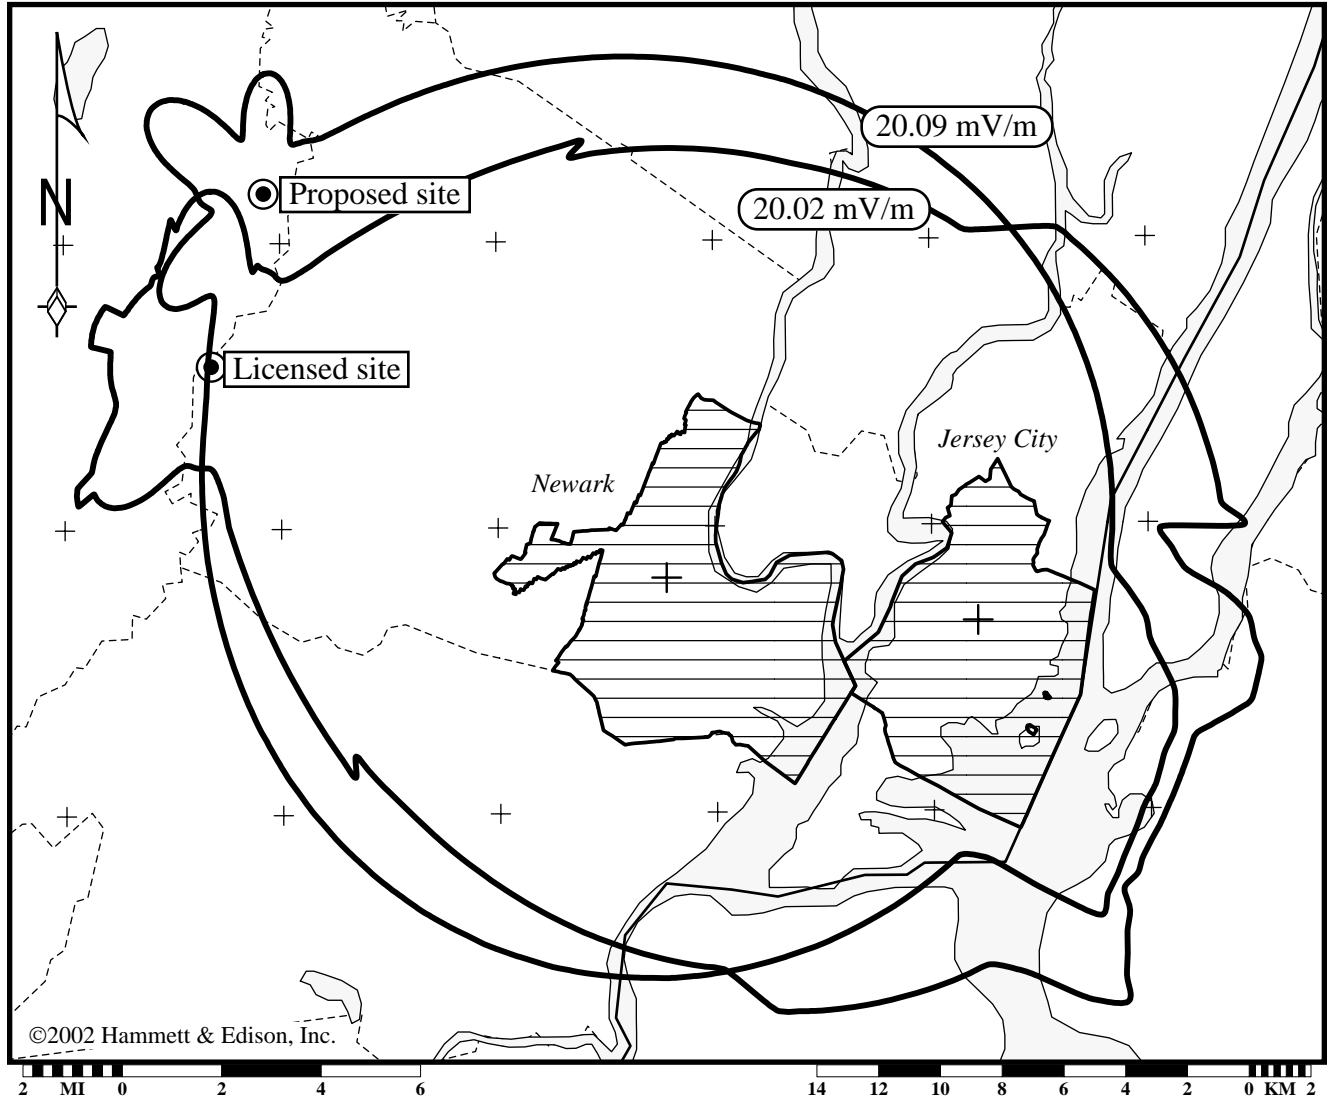 20.09 mV/m
N
Proposed site
20.02 mV/m
Licensed site
Jersey City
Newark
©2002 Hammett & Edison, Inc.
2 MI 0 2 4 6
14 12 10 8 6 4 2 0 KM 2